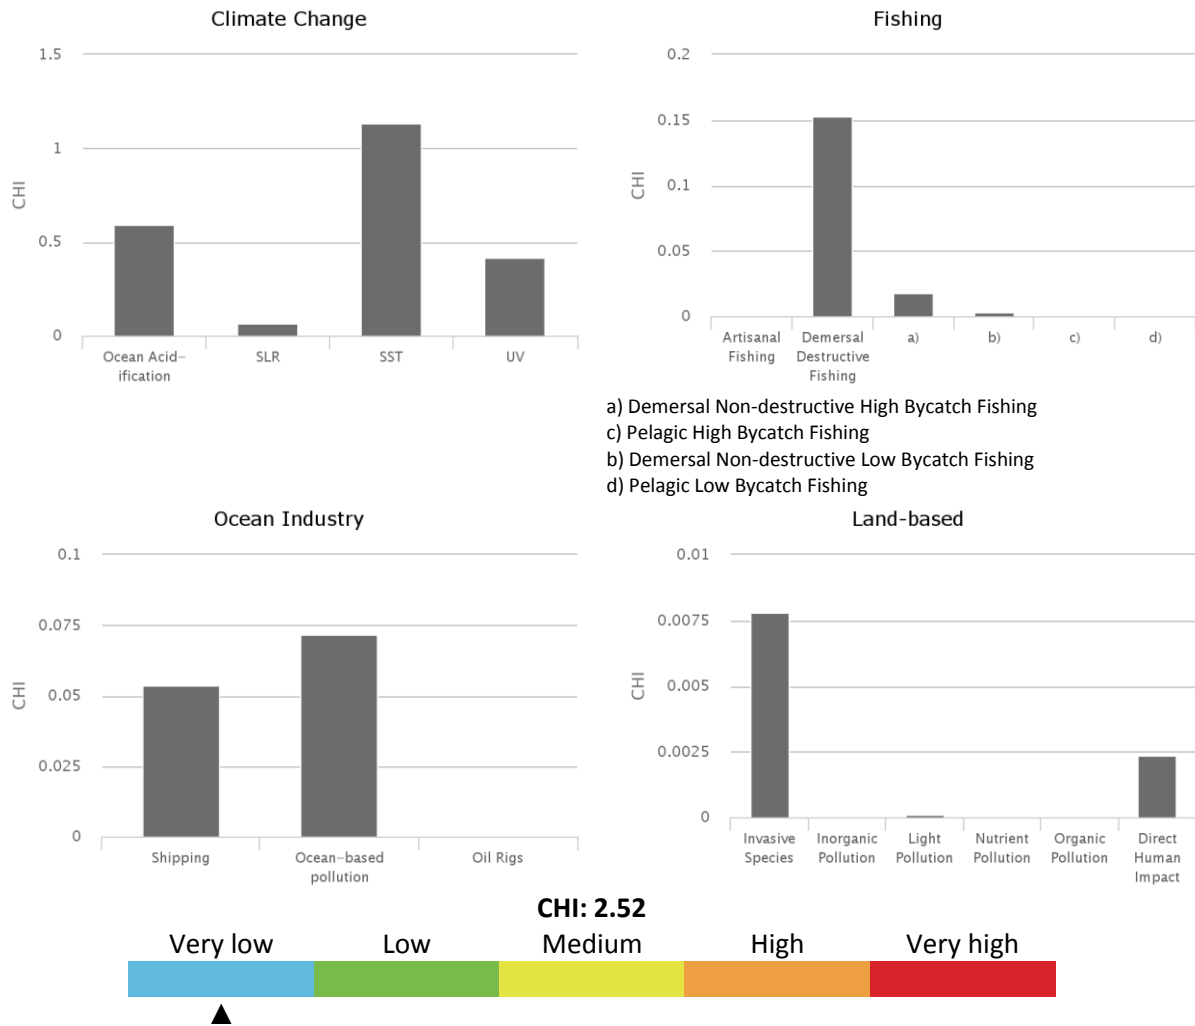 Climate Change
1.5
1
0.5
0
CHI
Ocean Acid–
ification
SLR
SST
UV
Fishing
0.2
0.15
0.1
0.05
0
CHI
Artisanal
Fishing
Demersal
Destructive
Fishing
a)
b)
c)
d)
a) Demersal Non-destructive High Bycatch Fishing
c) Pelagic High Bycatch Fishing
b) Demersal Non-destructive Low Bycatch Fishing
d) Pelagic Low Bycatch Fishing
Ocean Industry
0.1
0.075
0.05
0.025
0
CHI
Shipping
Ocean–based
pollution
Oil Rigs
Land-based
0.01
0.0075
0.005
0.0025
0
CHI
Invasive
Species
Inorganic
Pollution
Light
Pollution
Nutrient
Pollution
Organic
Pollution
Direct
Human
Impact
CHI: 2.52
Very low Low Medium High Very high